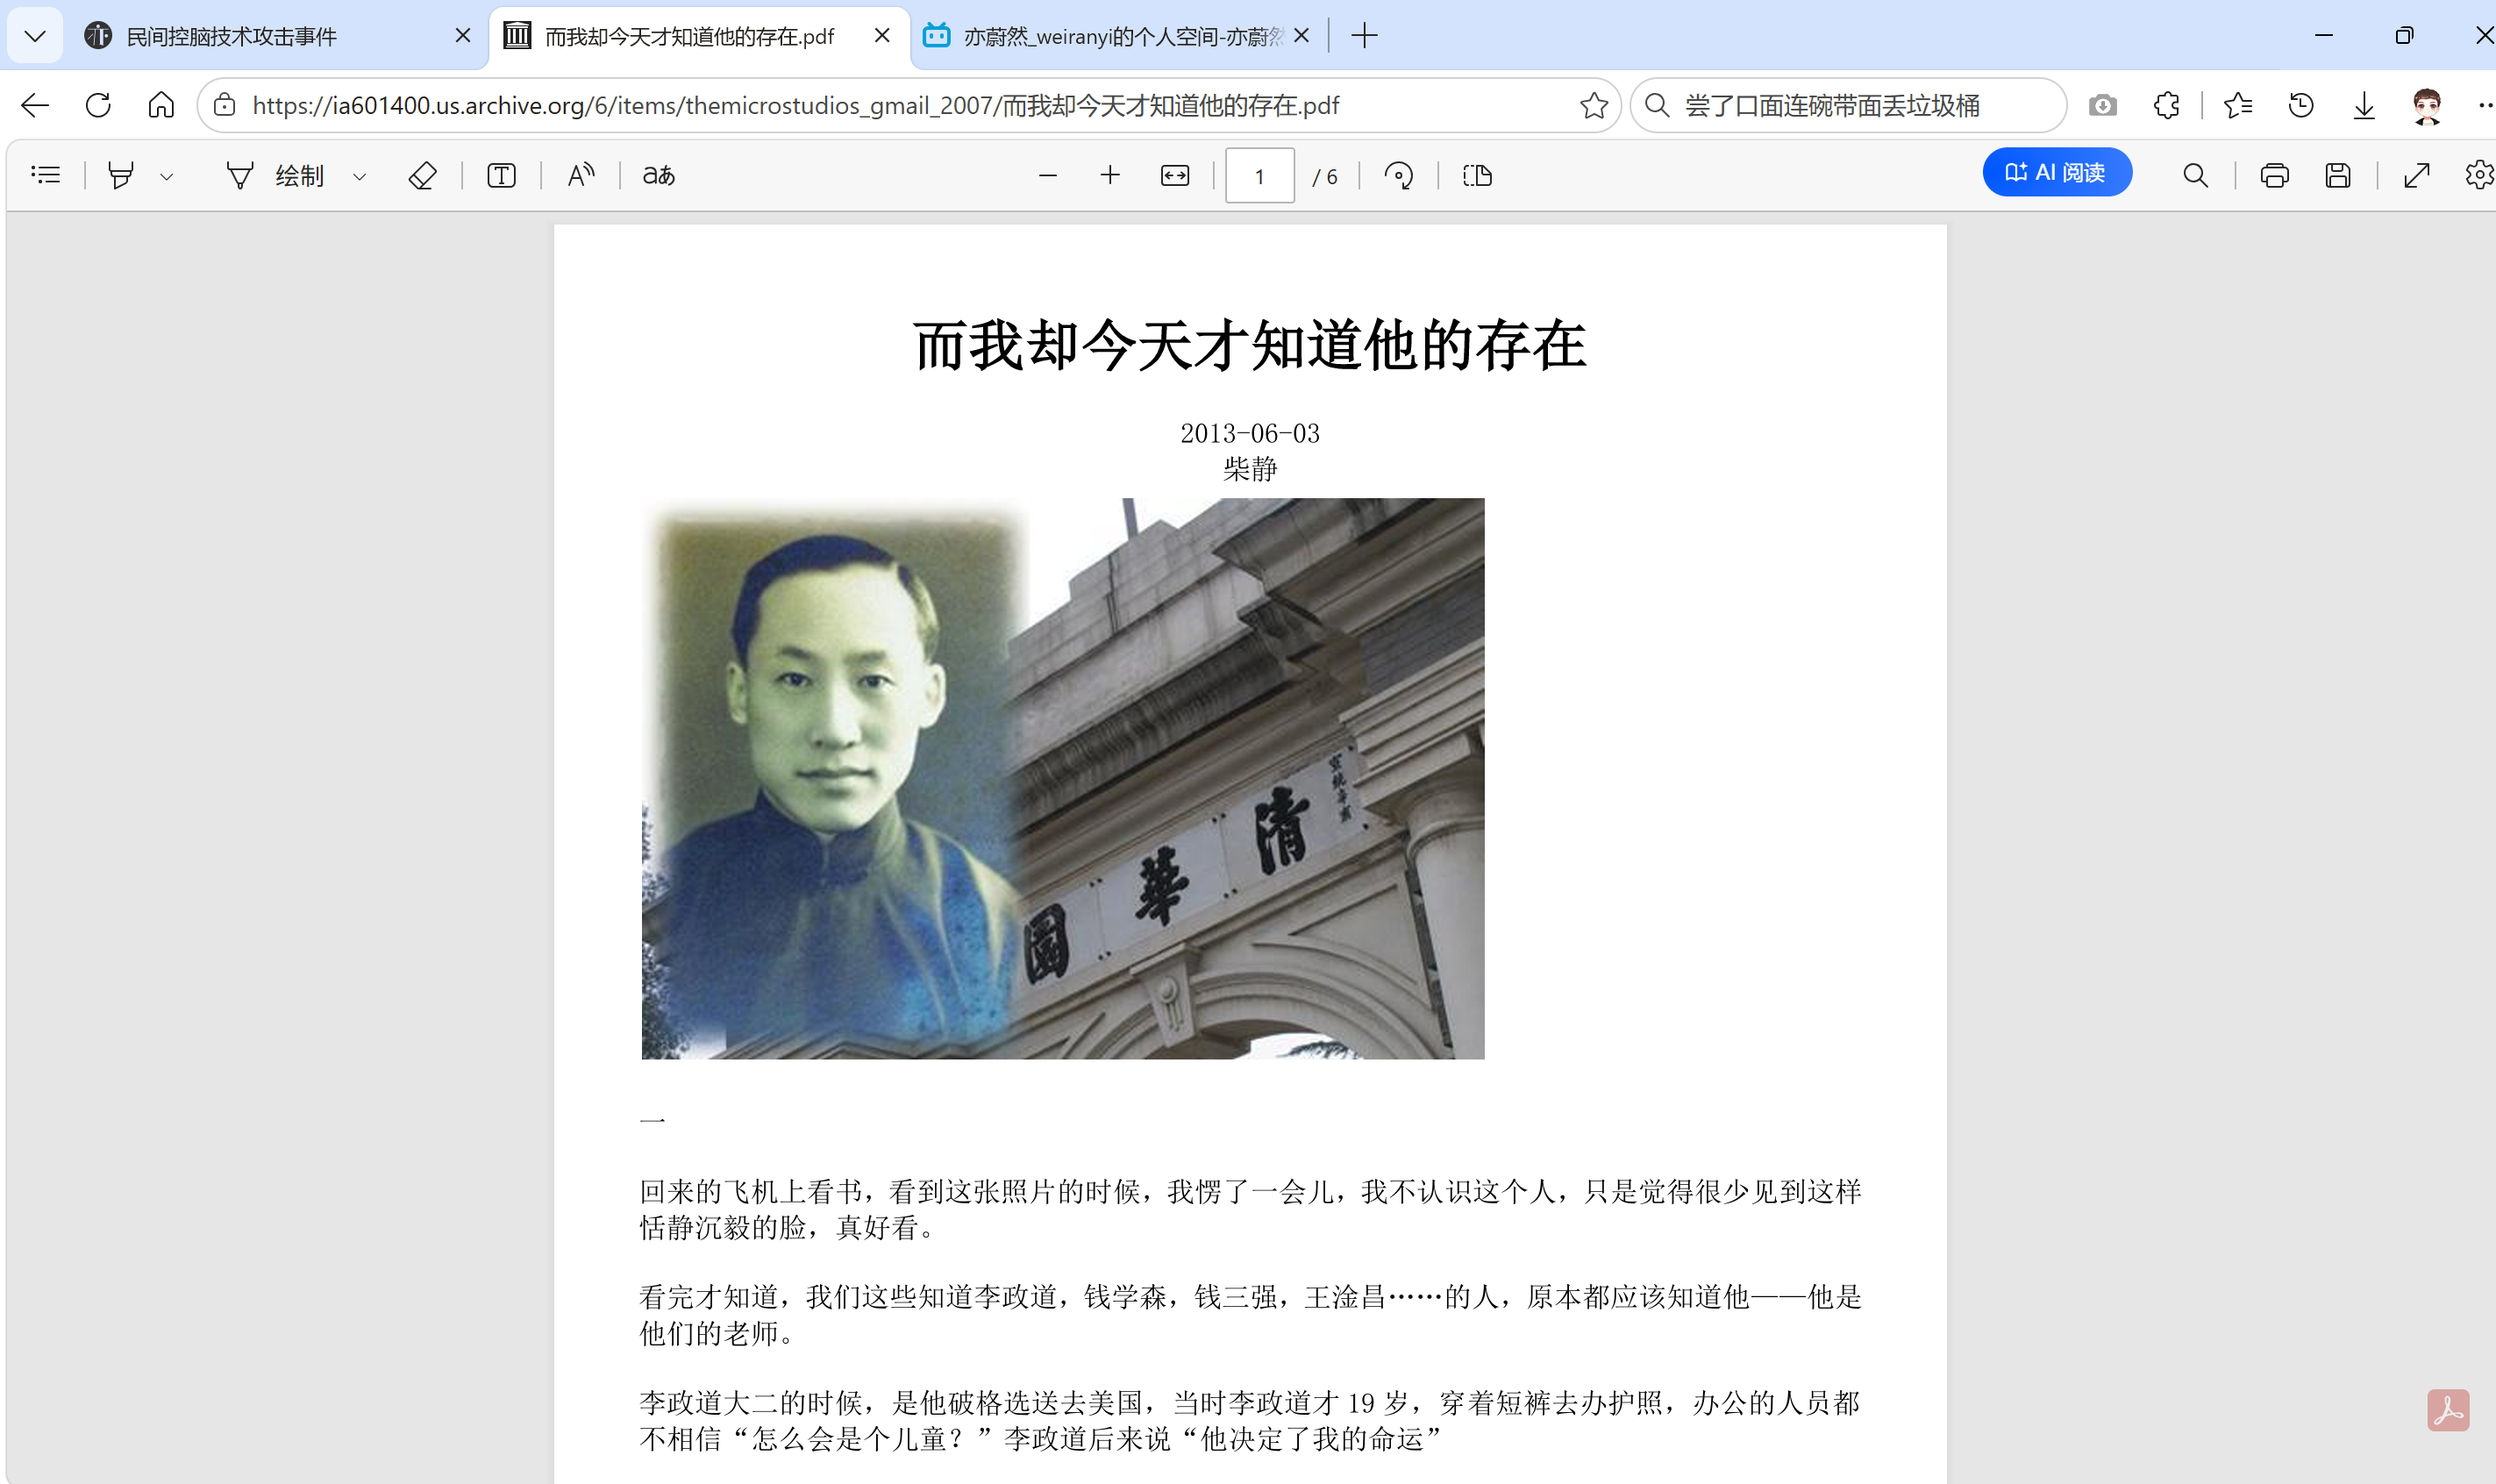 民间控脑技术攻击事件
而我却今天才知道他的存在.pdf
亦蔚然_weiranyi的个人空间-亦蔚然
https://ia601400.us.archive.org/6/items/themicrostudios_gmail_2007/而我却今天才知道他的存在.pdf
尝了口面连碗带面丢垃圾桶
绘制
aあ
1
/ 6
AI 阅读
而我却今天才知道他的存在
2013-06-03
柴静
宣統辛亥
清
華
園
一
回来的飞机上看书，看到这张照片的时候，我愣了一会儿，我不认识这个人，只是觉得很少见到这样
恬静沉毅的脸，真好看。
看完才知道，我们这些知道李政道，钱学森，钱三强，王淦昌……的人，原本都应该知道他——他是
他们的老师。
李政道大二的时候，是他破格选送去美国，当时李政道才 19 岁，穿着短裤去办护照，办公的人员都
不相信“怎么会是个儿童？”李政道后来说“他决定了我的命运”